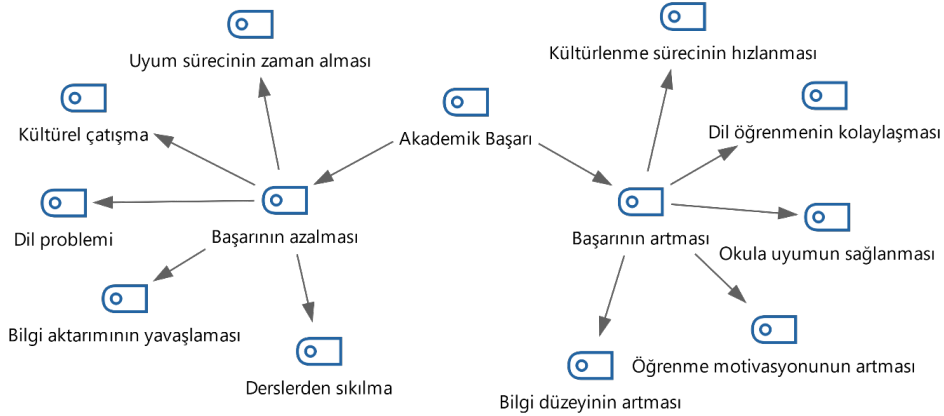 Uyum sürecinin zaman alması
Kültürlenme sürecinin hızlanması
Kültürel çatışma
Akademik Başarı
Dil öğrenmenin kolaylaşması
Dil problemi
Başarının azalması
Başarının artması
Okula uyumun sağlanması
Bilgi aktarımının yavaşlaması
Derslerden sıkılma
Öğrenme motivasyonunun artması
Bilgi düzeyinin artması